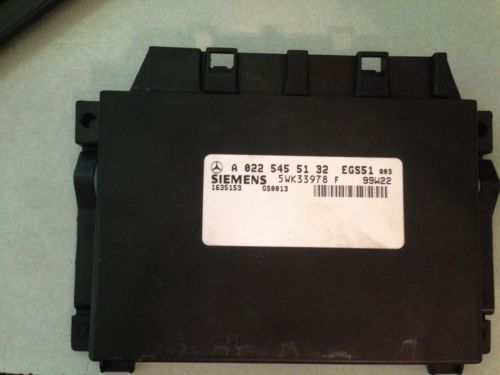 A 022 545 51 32 EGS51 003
SIEMENS 5WK33978 F 99W22
1635153 GS0013